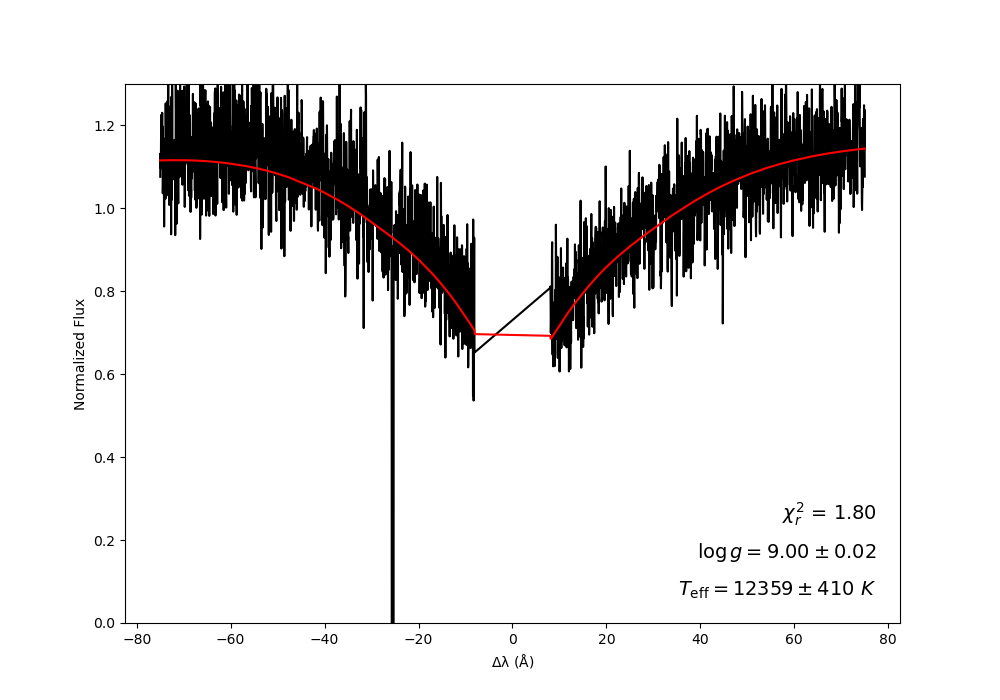 1.2
1.0
0.8
0.6
0.4
0.2
0.0
Normalized Flux
χ²ᵣ = 1.80
log g = 9.00 ± 0.02
T_eff = 12359 ± 410 K
−80 −60 −40 −20 0 20 40 60 80
Δλ (Å)